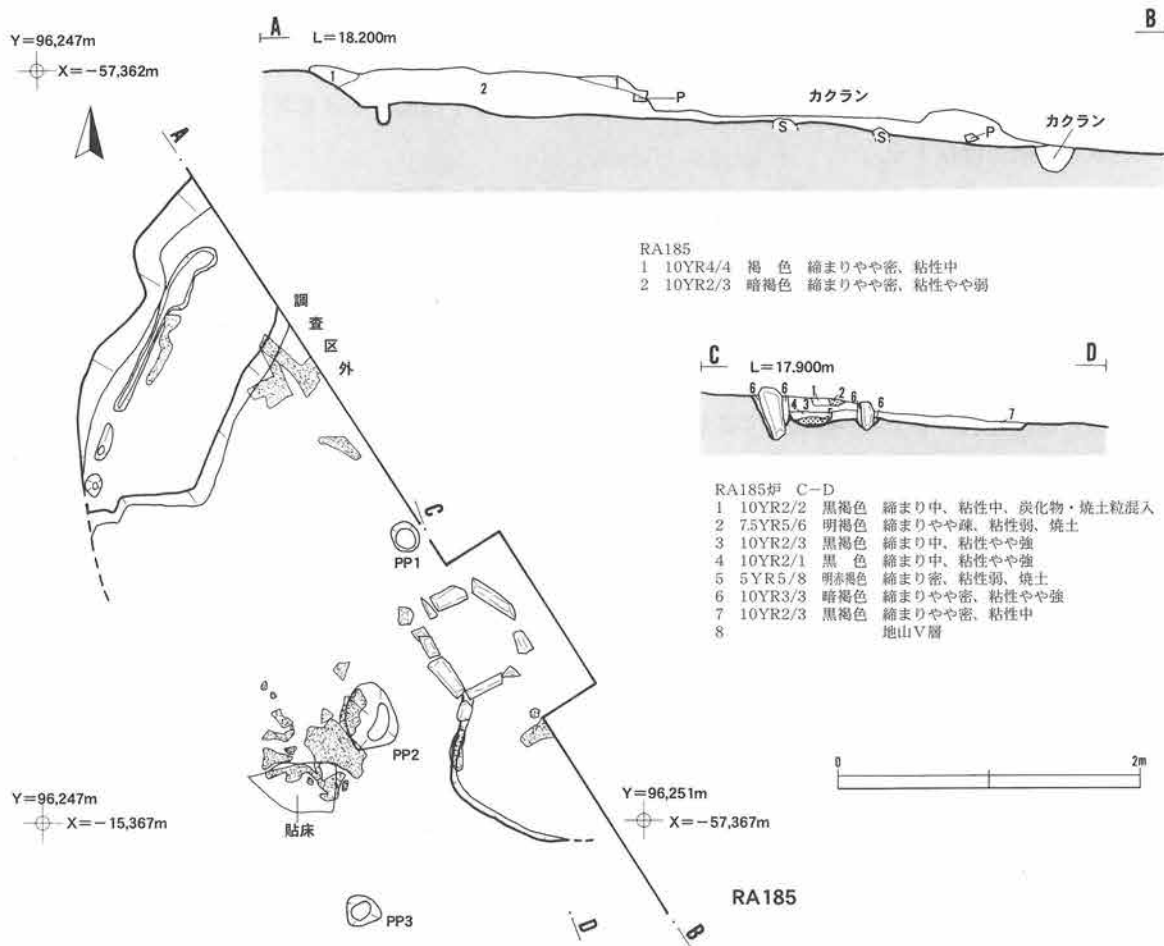 A
B
L=18.200m
Y=96,247m
X=-57,362m
1
2
P
カクラン
S
S
P
カクラン
A
調査区外
RA185
1 10YR4/4 褐 色 締まりやや密、粘性中
2 10YR2/3 暗褐色 締まりやや密、粘性やや弱
C
D
L=17.900m
6
6
1
2
6
6
4
3
5
7
RA185炉 C-D
1 10YR2/2 黒褐色 締まり中、粘性中、炭化物・焼土粒混入
2 7.5YR5/6 明褐色 締まりやや疎、粘性弱、焼土
3 10YR2/3 黒褐色 締まり中、粘性やや強
4 10YR2/1 黒 色 締まり中、粘性やや強
5 5YR5/8 明赤褐色 締まり密、粘性弱、焼土
6 10YR3/3 暗褐色 締まりやや密、粘性やや強
7 10YR2/3 黒褐色 締まりやや密、粘性中
8 地山Ⅴ層
C
PP1
PP2
貼床
0
2m
Y=96,247m
X=-15,367m
Y=96,251m
X=-57,367m
PP3
D
B
RA185